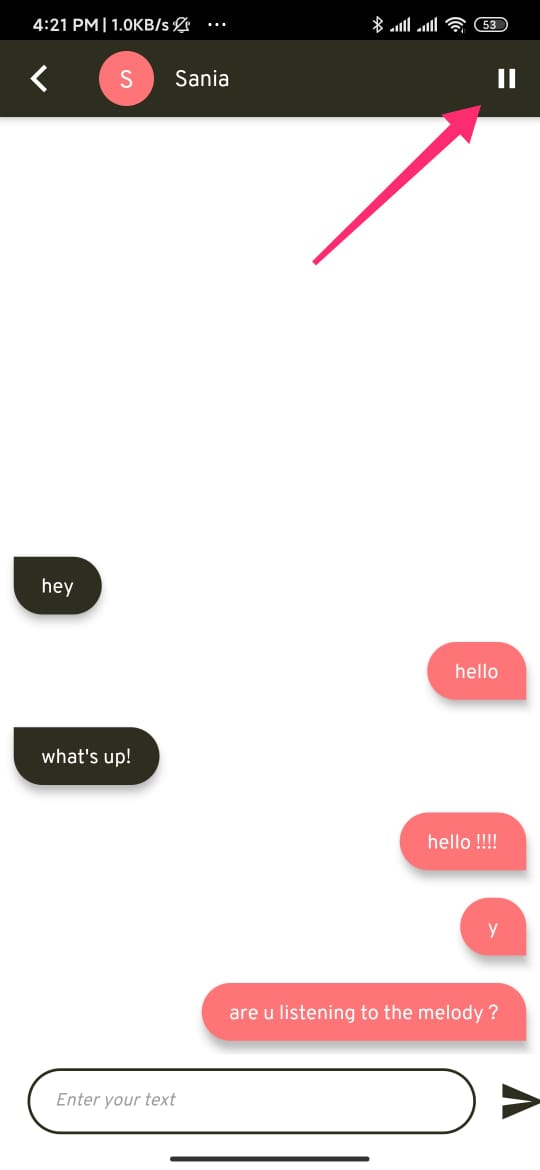 4:21 PM | 1.0KB/s ...
53
S Sania
hey
hello
what's up!
hello !!!!
y
are u listening to the melody ?
Enter your text